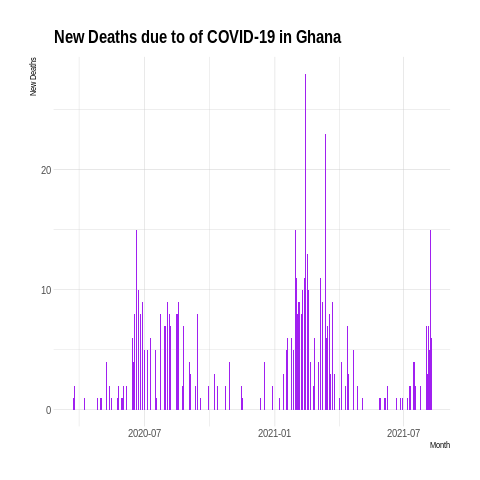 New Deaths due to of COVID-19 in Ghana
New Deaths
20
10
0
2020-07
2021-01
2021-07
Month